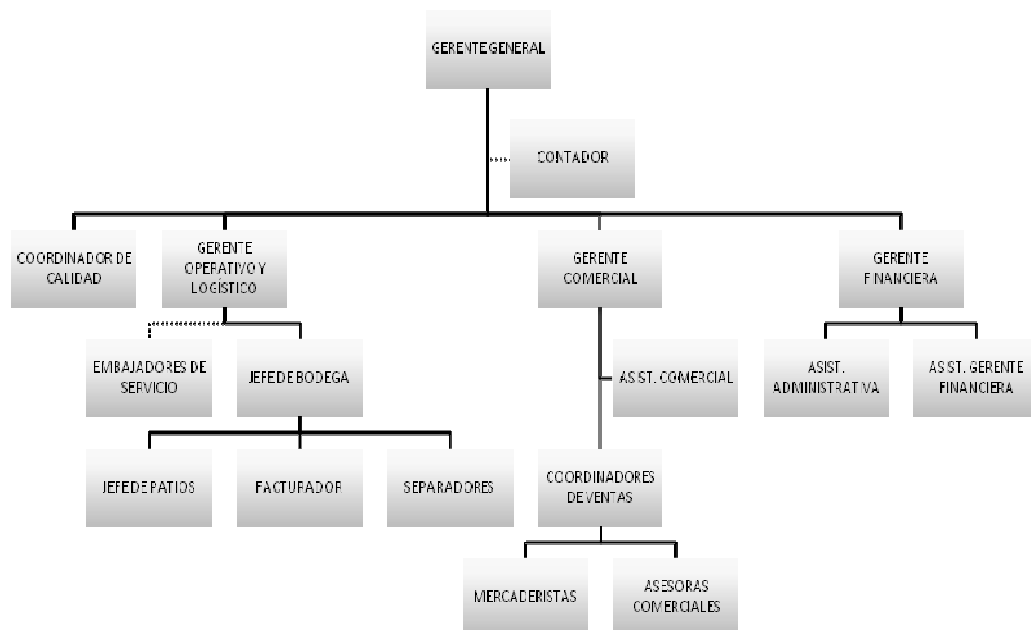 GERENTE GENERAL
CONTADOR
COORDINADOR DE
CALIDAD
GERENTE
OPERATIVO Y
LOGÍSTICO
GERENTE
COMERCIAL
GERENTE
FINANCIERA
EMBAJADORES DE
SERVICIO
JEFE DE BODEGA
ASIST. COMERCIAL
ASIST.
ADMINISTRATIVA
ASIST. GERENTE
FINANCIERA
JEFE DE PATIOS
FACTURADOR
SEPARADORES
COORDINADORES
DE VENTAS
MERCADERISTAS
ASESORAS
COMERCIALES